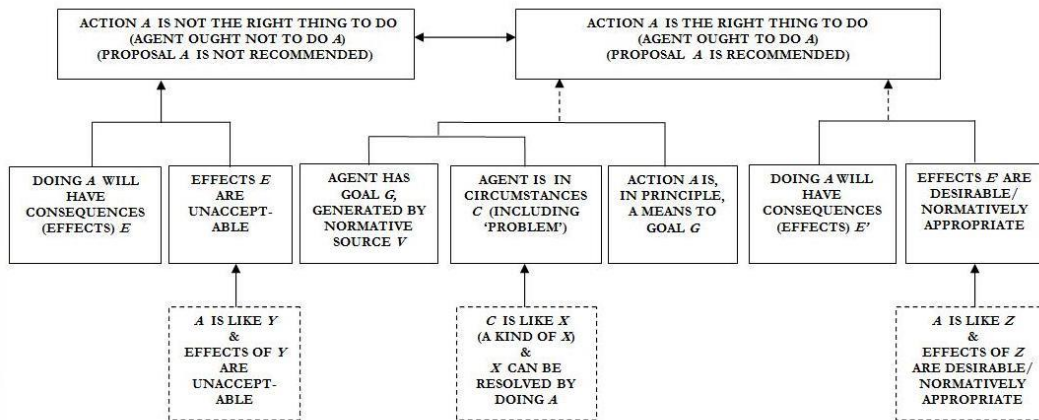 ACTION A IS NOT THE RIGHT THING TO DO
(AGENT OUGHT NOT TO DO A)
(PROPOSAL A IS NOT RECOMMENDED)
ACTION A IS THE RIGHT THING TO DO
(AGENT OUGHT TO DO A)
(PROPOSAL A IS RECOMMENDED)
DOING A WILL
HAVE
CONSEQUENCES
(EFFECTS) E
EFFECTS E
ARE
UNACCEPT-
ABLE
AGENT HAS
GOAL G,
GENERATED BY
NORMATIVE
SOURCE V
AGENT IS IN
CIRCUMSTANCES
C (INCLUDING
‘PROBLEM’)
ACTION A IS,
IN PRINCIPLE,
A MEANS TO
GOAL G
DOING A WILL
HAVE
CONSEQUENCES
(EFFECTS) E’
EFFECTS E’ ARE
DESIRABLE/
NORMATIVELY
APPROPRIATE
A IS LIKE Y
&
EFFECTS OF Y
ARE
UNACCEPT-
ABLE
C IS LIKE X
(A KIND OF X)
&
X CAN BE
RESOLVED BY
DOING A
A IS LIKE Z
&
EFFECTS OF Z
ARE DESIRABLE/
NORMATIVELY
APPROPRIATE